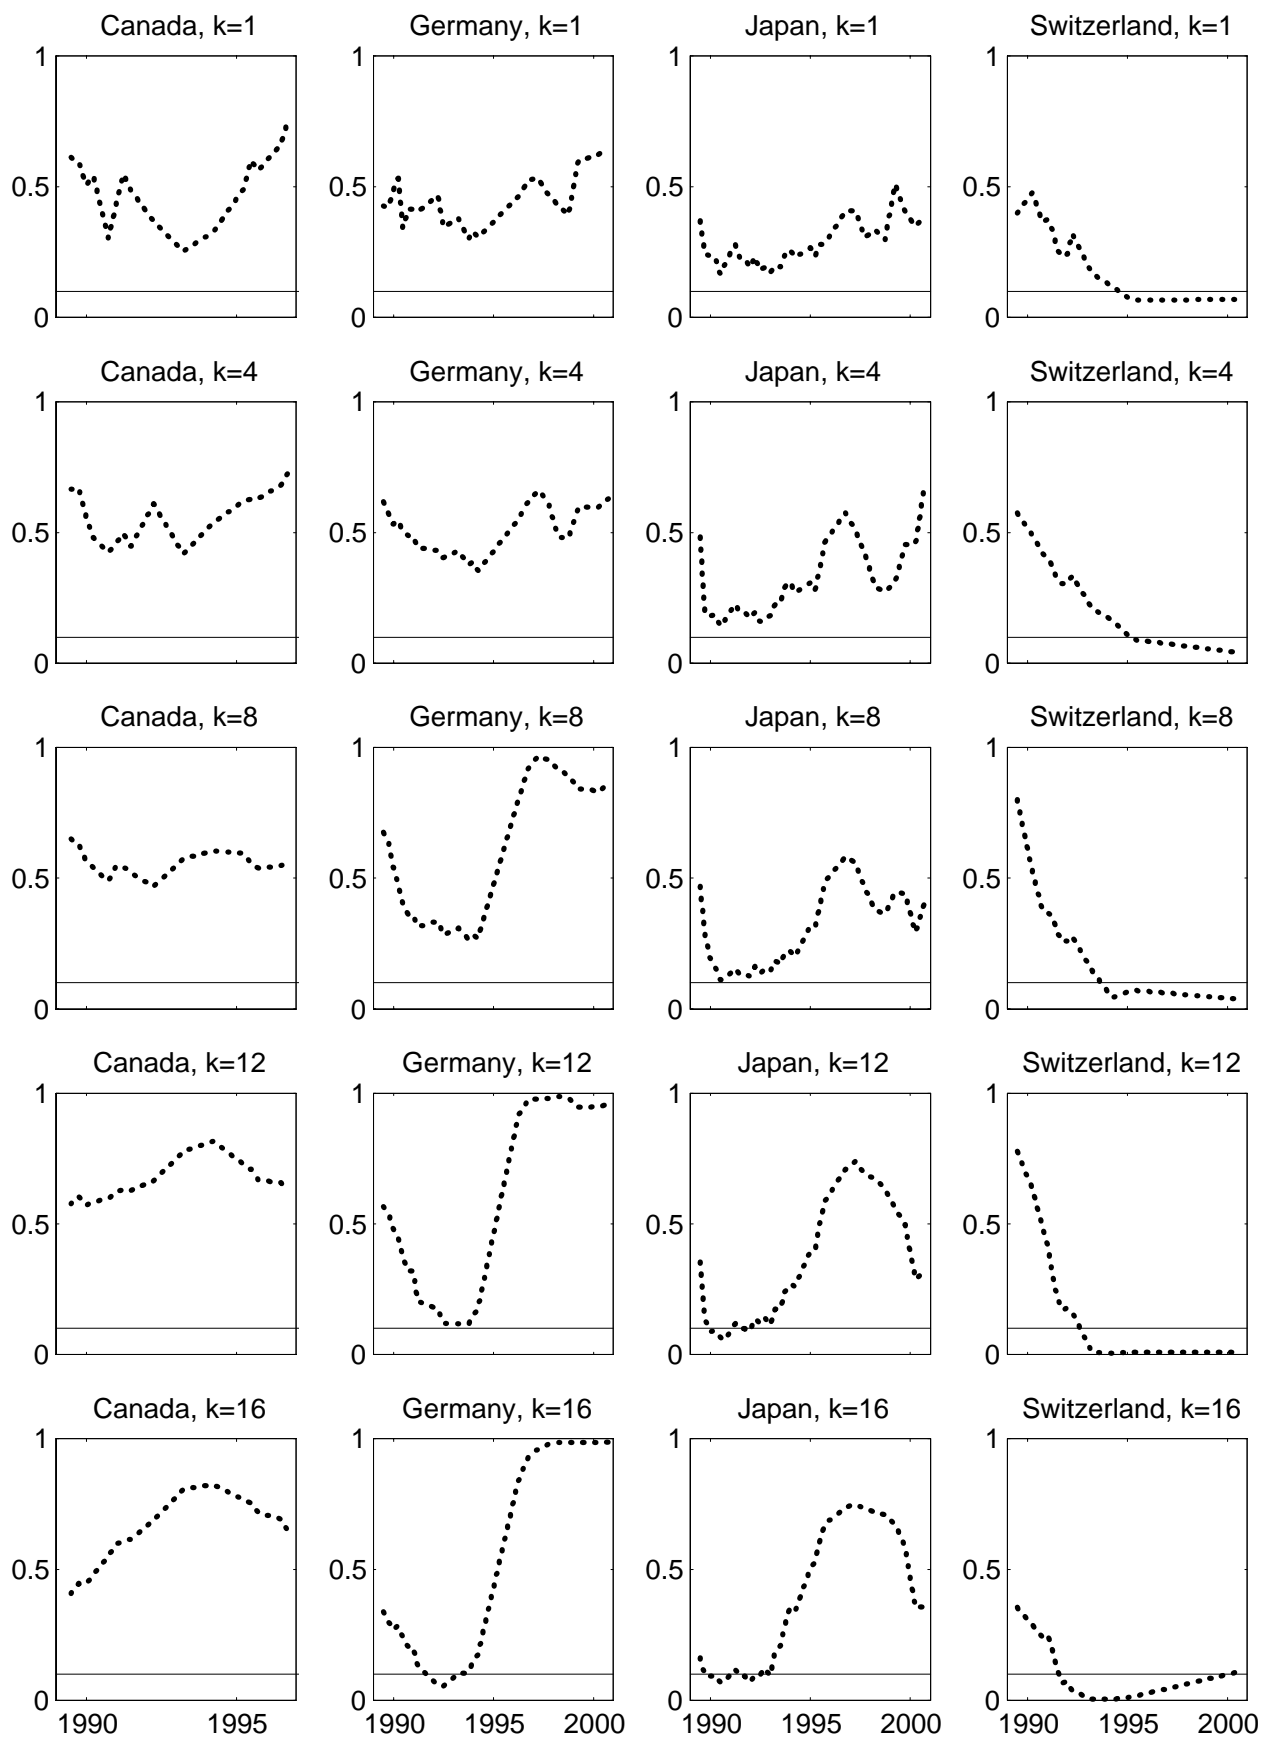 Canada, k=1 Germany, k=1 Japan, k=1 Switzerland, k=1
1 1 1 1
0.5 0.5 0.5 0.5
0 0 0 0
Canada, k=4 Germany, k=4 Japan, k=4 Switzerland, k=4
1 1 1 1
0.5 0.5 0.5 0.5
0 0 0 0
Canada, k=8 Germany, k=8 Japan, k=8 Switzerland, k=8
1 1 1 1
0.5 0.5 0.5 0.5
0 0 0 0
Canada, k=12 Germany, k=12 Japan, k=12 Switzerland, k=12
1 1 1 1
0.5 0.5 0.5 0.5
0 0 0 0
Canada, k=16 Germany, k=16 Japan, k=16 Switzerland, k=16
1 1 1 1
0.5 0.5 0.5 0.5
0 0 0 0
1990 1995 1990 1995 2000 1990 1995 2000 1990 1995 2000